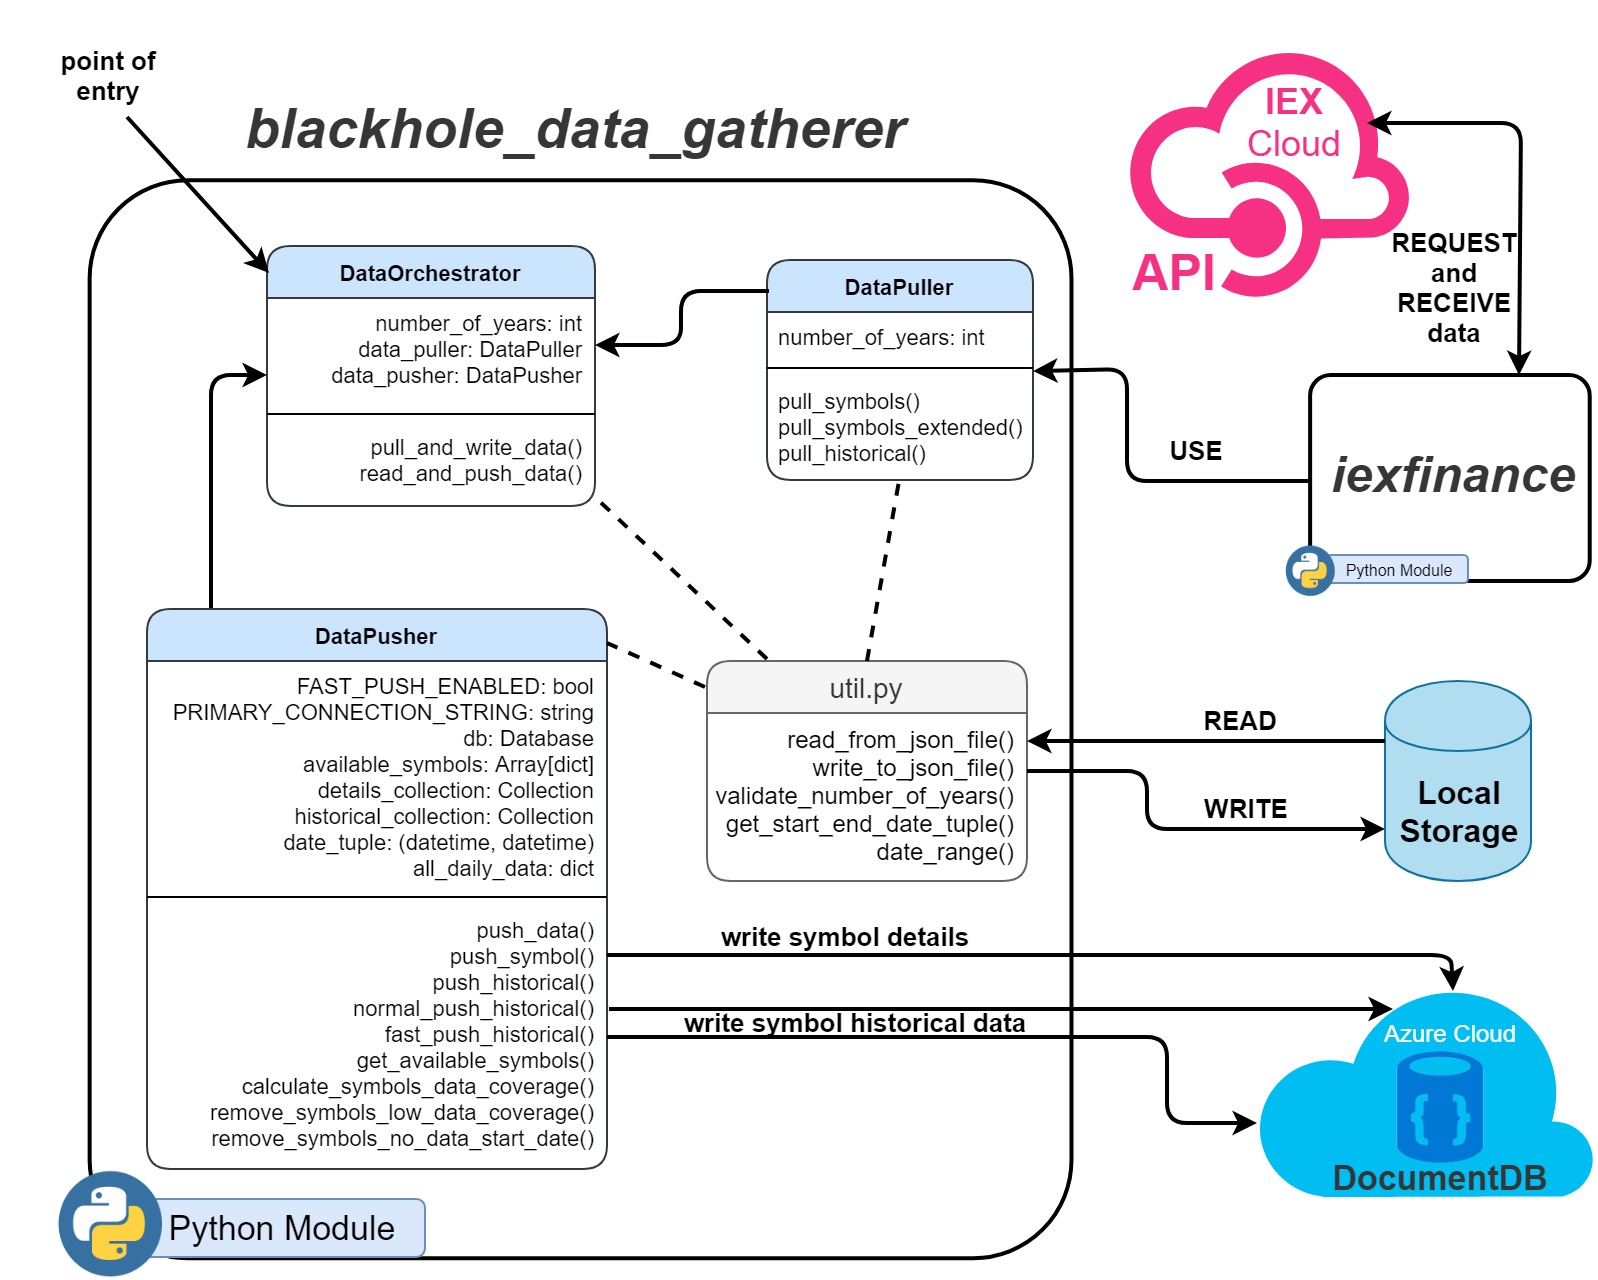 point of
entry
blackhole_data_gatherer
IEX
Cloud
API
REQUEST
and
RECEIVE
data
DataOrchestrator
number_of_years: int
data_puller: DataPuller
data_pusher: DataPusher
pull_and_write_data()
read_and_push_data()
DataPuller
number_of_years: int
pull_symbols()
pull_symbols_extended()
pull_historical()
USE
iexfinance
Python Module
DataPusher
FAST_PUSH_ENABLED: bool
PRIMARY_CONNECTION_STRING: string
db: Database
available_symbols: Array[dict]
details_collection: Collection
historical_collection: Collection
date_tuple: (datetime, datetime)
all_daily_data: dict
push_data()
push_symbol()
push_historical()
normal_push_historical()
fast_push_historical()
get_available_symbols()
calculate_symbols_data_coverage()
remove_symbols_low_data_coverage()
remove_symbols_no_data_start_date()
util.py
read_from_json_file()
write_to_json_file()
validate_number_of_years()
get_start_end_date_tuple()
date_range()
READ
WRITE
Local
Storage
write symbol details
write symbol historical data
Azure Cloud
{ }
DocumentDB
Python Module